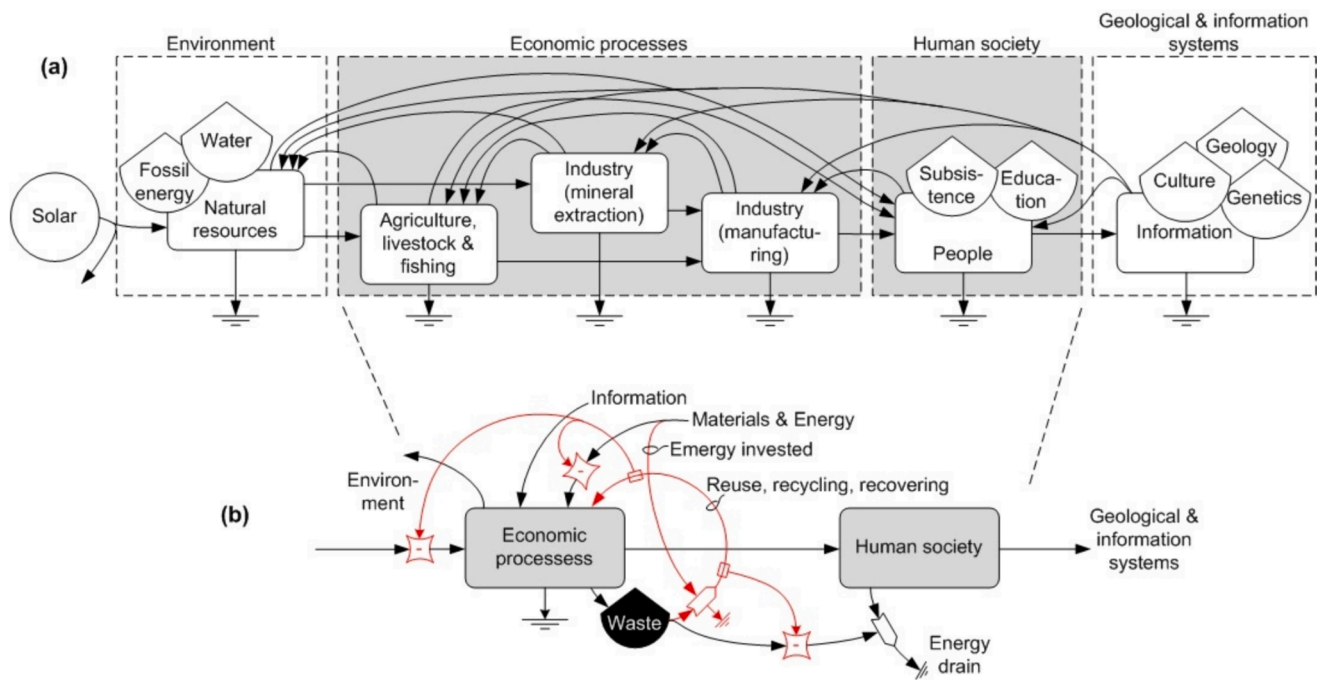 Geological & information
systems
Environment
Economic processes
Human society
(a)
Solar
Fossil
energy
Water
Natural
resources
Agriculture,
livestock &
fishing
Industry
(mineral
extraction)
Industry
(manufactu-
ring)
Subsis-
tence
Educa-
tion
People
Culture
Geology
Genetics
Information
(b)
Information
Materials & Energy
Emergy invested
Reuse, recycling, recovering
Environ-
ment
-
-
Economic
processess
Human society
Geological &
information
systems
Waste
-
Energy
drain